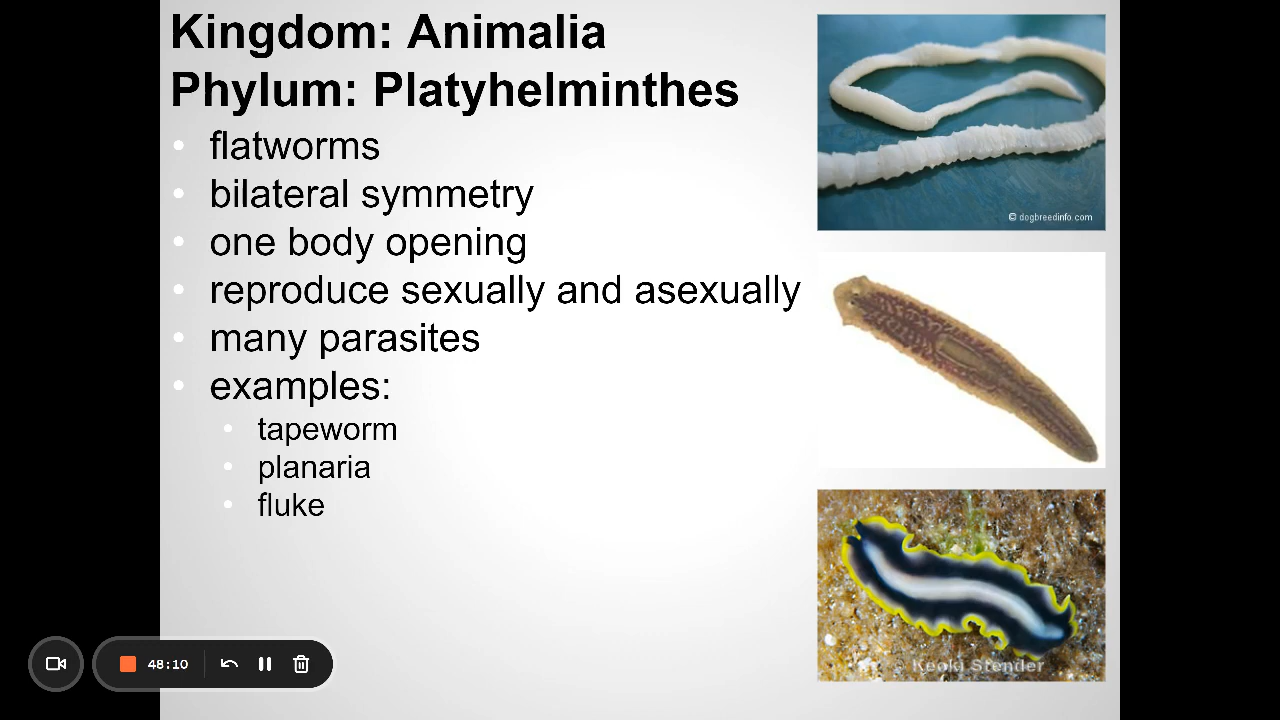 Kingdom: Animalia
Phylum: Platyhelminthes
• flatworms
• bilateral symmetry
• one body opening
• reproduce sexually and asexually
• many parasites
• examples:
• tapeworm
• planaria
• fluke
© dogbreedinfo.com
© Keoki Stender
48:10